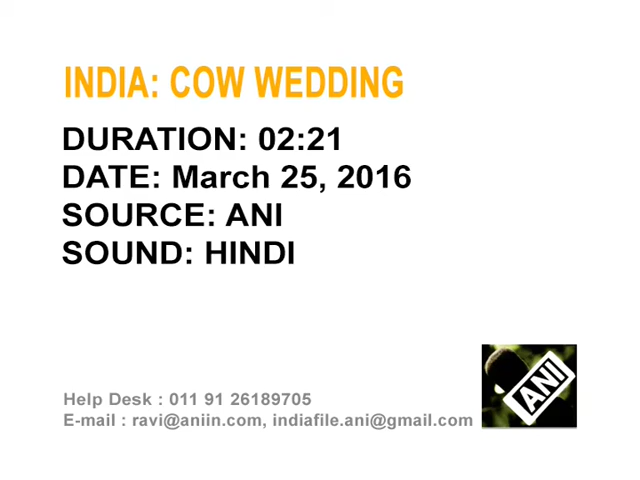 INDIA: COW WEDDING
DURATION: 02:21
DATE: March 25, 2016
SOURCE: ANI
SOUND: HINDI
Help Desk : 011 91 26189705
E-mail : ravi@aniin.com, indiafile.ani@gmail.com
ANI